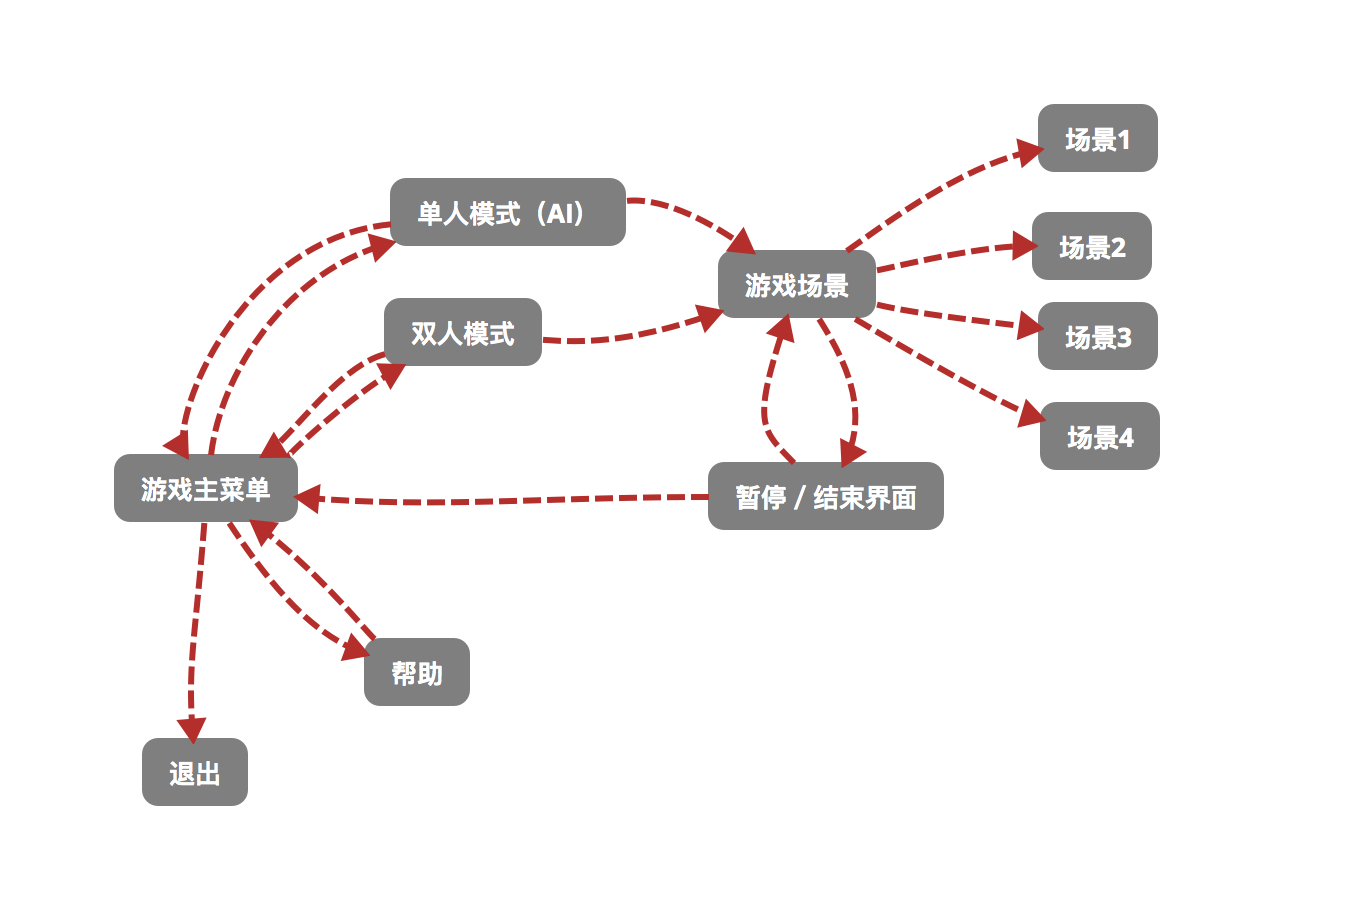 场景1
单人模式（AI）
场景2
游戏场景
双人模式
场景3
场景4
游戏主菜单
暂停 / 结束界面
帮助
退出